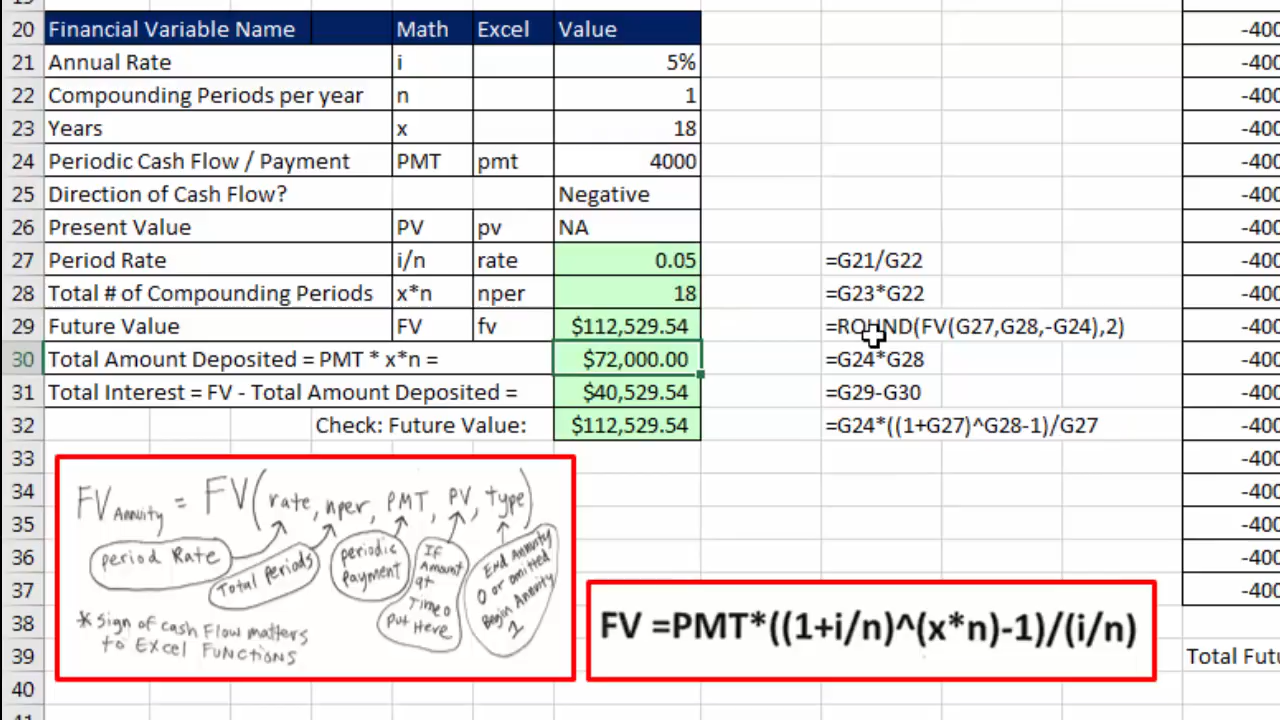 20 Financial Variable Name Math Excel Value -400
21 Annual Rate i 5% -400
22 Compounding Periods per year n 1 -400
23 Years x 18 -400
24 Periodic Cash Flow / Payment PMT pmt 4000 -400
25 Direction of Cash Flow? Negative -400
26 Present Value PV pv NA -400
27 Period Rate i/n rate 0.05 =G21/G22 -400
28 Total # of Compounding Periods x*n nper 18 =G23*G22 -400
29 Future Value FV fv $112,529.54 =ROUND(FV(G27,G28,-G24),2) -400
30 Total Amount Deposited = PMT * x*n = $72,000.00 =G24*G28 -400
31 Total Interest = FV - Total Amount Deposited = $40,529.54 =G29-G30 -400
32 Check: Future Value: $112,529.54 =G24*((1+G27)^G28-1)/G27 -400
33 -400
34 -400
35 -400
36 -400
37 -400
38
39 Total Futu
40
FV Annuity = FV(rate, nper, PMT, PV, type)
period Rate
Total periods
periodic
payment
If
Amount
at
Time 0
Put
Here
End Annuity
0 or omitted
Begin Annuity
1
* Sign of cash Flow matters
to Excel Functions
FV =PMT*((1+i/n)^(x*n)-1)/(i/n)